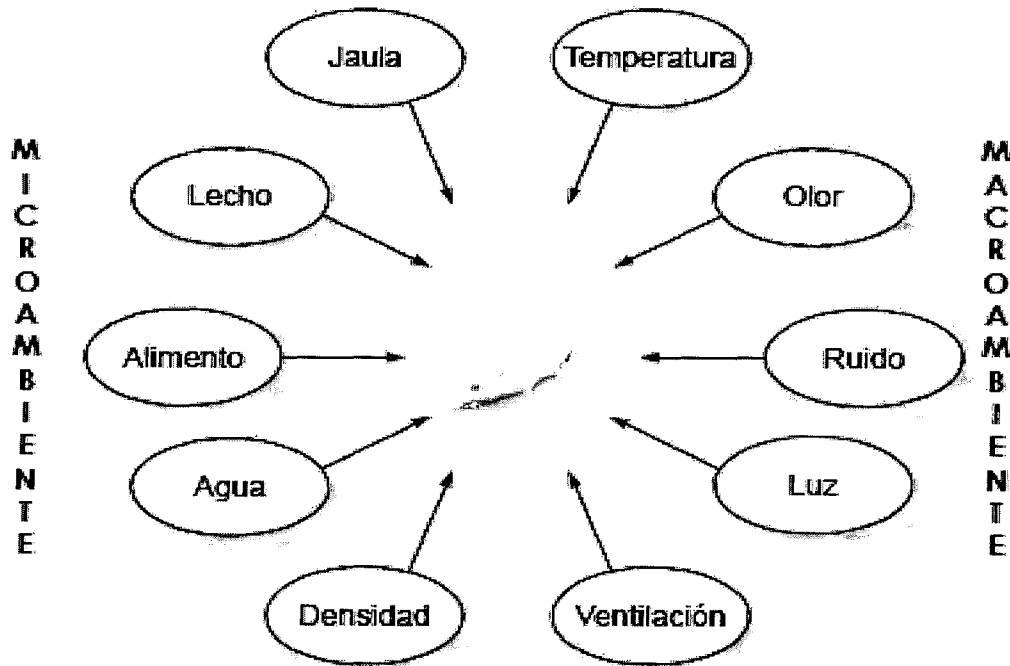 MICROAMBIENTE
Jaula
Lecho
Alimento
Agua
Densidad
Temperatura
Olor
Ruido
Luz
Ventilación
MACROAMBIENTE